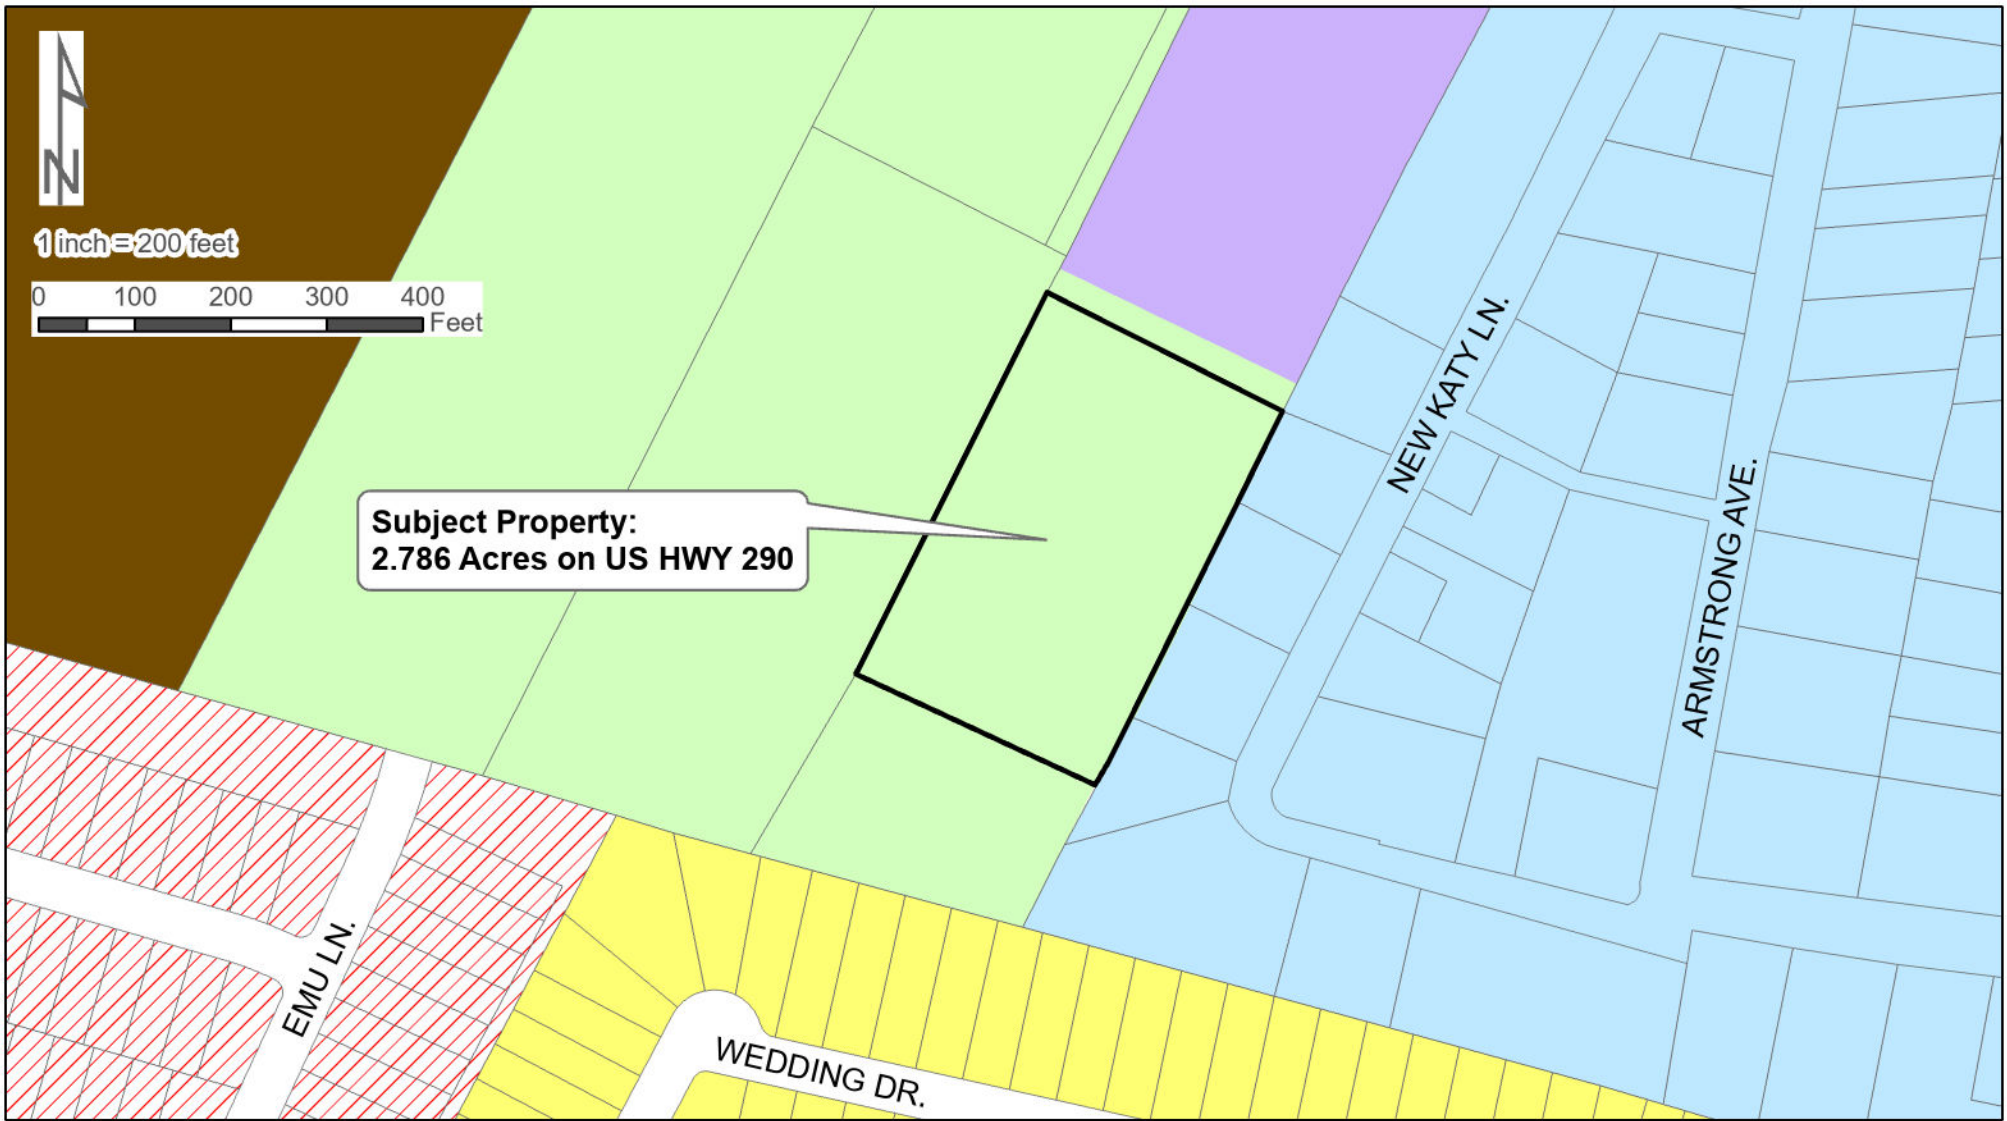 N
1 inch = 200 feet
0 100 200 300 400
Feet
Subject Property:
2.786 Acres on US HWY 290
NEW KATY LN.
ARMSTRONG AVE.
EMU LN.
WEDDING DR.